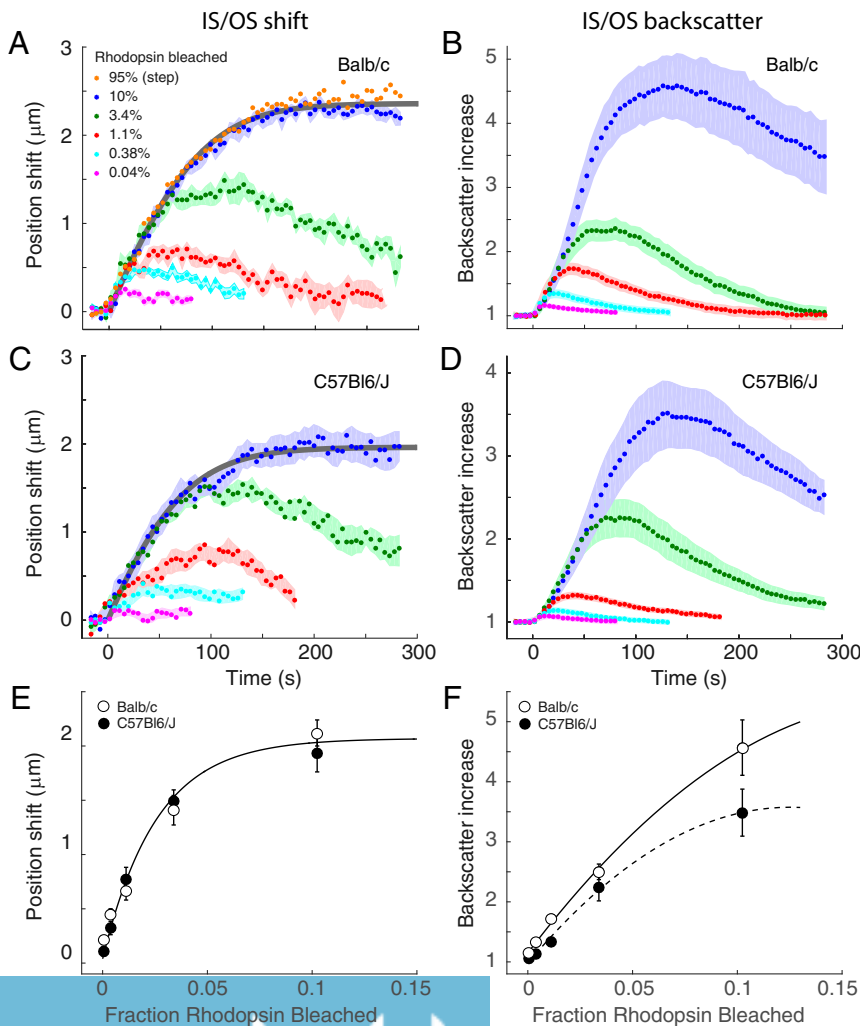 IS/OS shift
IS/OS backscatter
A
Rhodopsin bleached
95% (step)
10%
3.4%
1.1%
0.38%
0.04%
Balb/c
Position shift (μm)
3
2
1
0
B
Balb/c
Backscatter increase
5
4
3
2
1
C
C57Bl6/J
Position shift (μm)
3
2
1
0
0 100 200 300
Time (s)
D
C57Bl6/J
Backscatter increase
4
3
2
1
0 100 200 300
Time (s)
E
Balb/c
C57Bl6/J
Position shift (μm)
2
1
0
0 0.05 0.1 0.15
Fraction Rhodopsin Bleached
F
Balb/c
C57Bl6/J
Backscatter increase
5
4
3
2
1
0 0.05 0.1 0.15
Fraction Rhodopsin Bleached